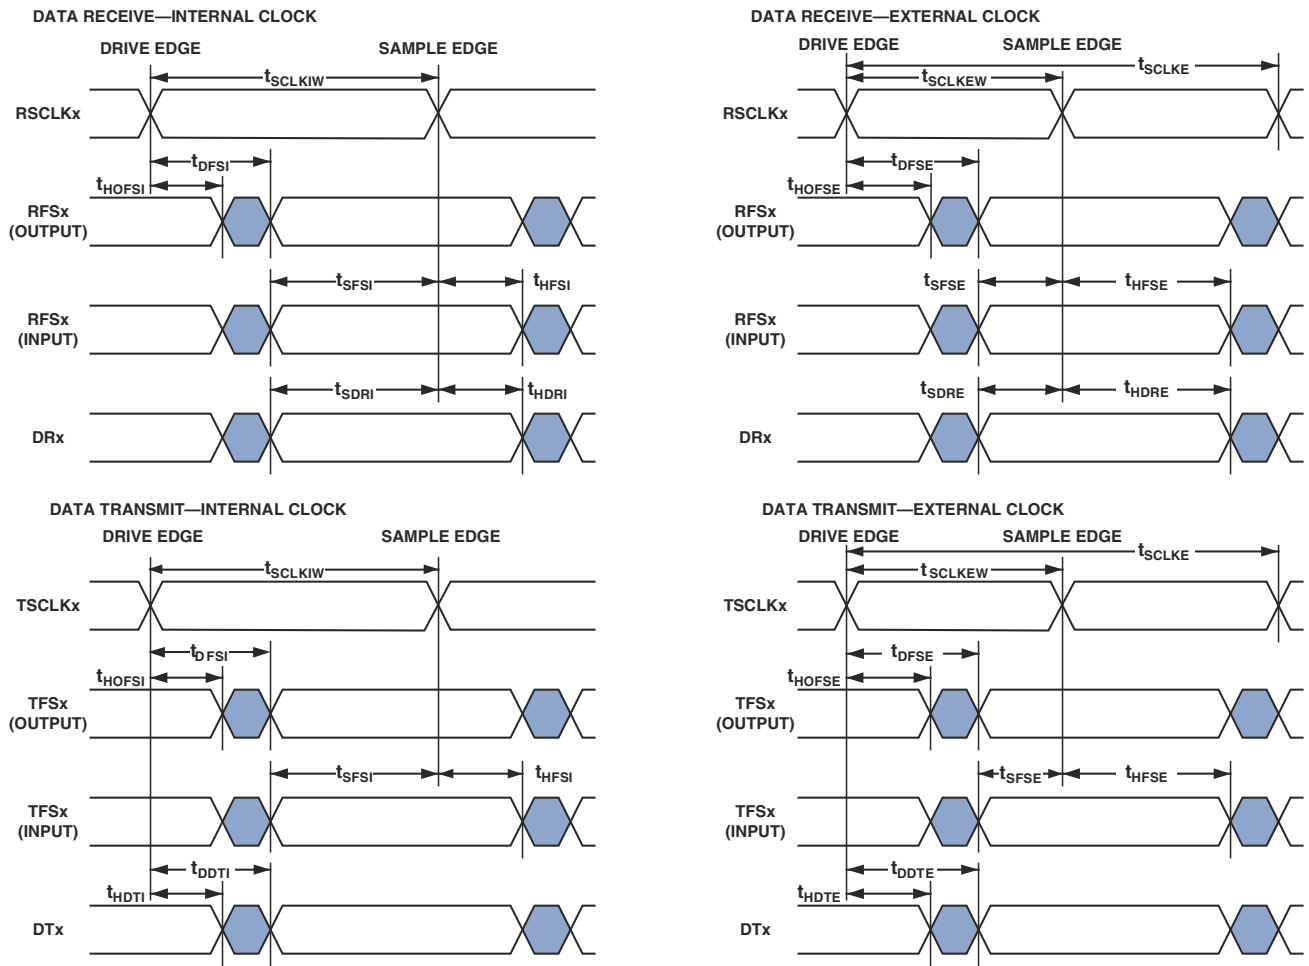 DATA RECEIVE—INTERNAL CLOCK
DRIVE EDGE
SAMPLE EDGE
tSCLKIW
RSCLKx
tDFSI
tHOFSI
RFSx
(OUTPUT)
tSFSI
tHFSI
RFSx
(INPUT)
tSDRI
tHDRI
DRx
DATA RECEIVE—EXTERNAL CLOCK
DRIVE EDGE
SAMPLE EDGE
tSCLKE
tSCLKEW
RSCLKx
tDFSE
tHOFSE
RFSx
(OUTPUT)
tSFSE
tHFSE
RFSx
(INPUT)
tSDRE
tHDRE
DRx
DATA TRANSMIT—INTERNAL CLOCK
DRIVE EDGE
SAMPLE EDGE
tSCLKIW
TSCLKx
tDFSI
tHOFSI
TFSx
(OUTPUT)
tSFSI
tHFSI
TFSx
(INPUT)
tDDTI
tHDTI
DTx
DATA TRANSMIT—EXTERNAL CLOCK
DRIVE EDGE
SAMPLE EDGE
tSCLKE
tSCLKEW
TSCLKx
tDFSE
tHOFSE
TFSx
(OUTPUT)
tSFSE
tHFSE
TFSx
(INPUT)
tDDTE
tHDTE
DTx